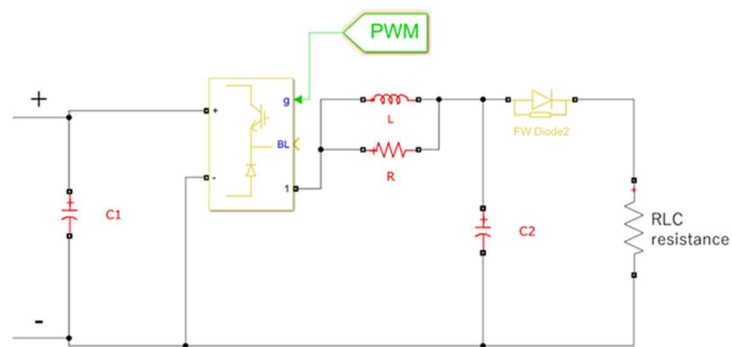 PWM
+
+
g
L
FW Diode2
BL
R
-
1
+
C1
+
C2
RLC
resistance
-